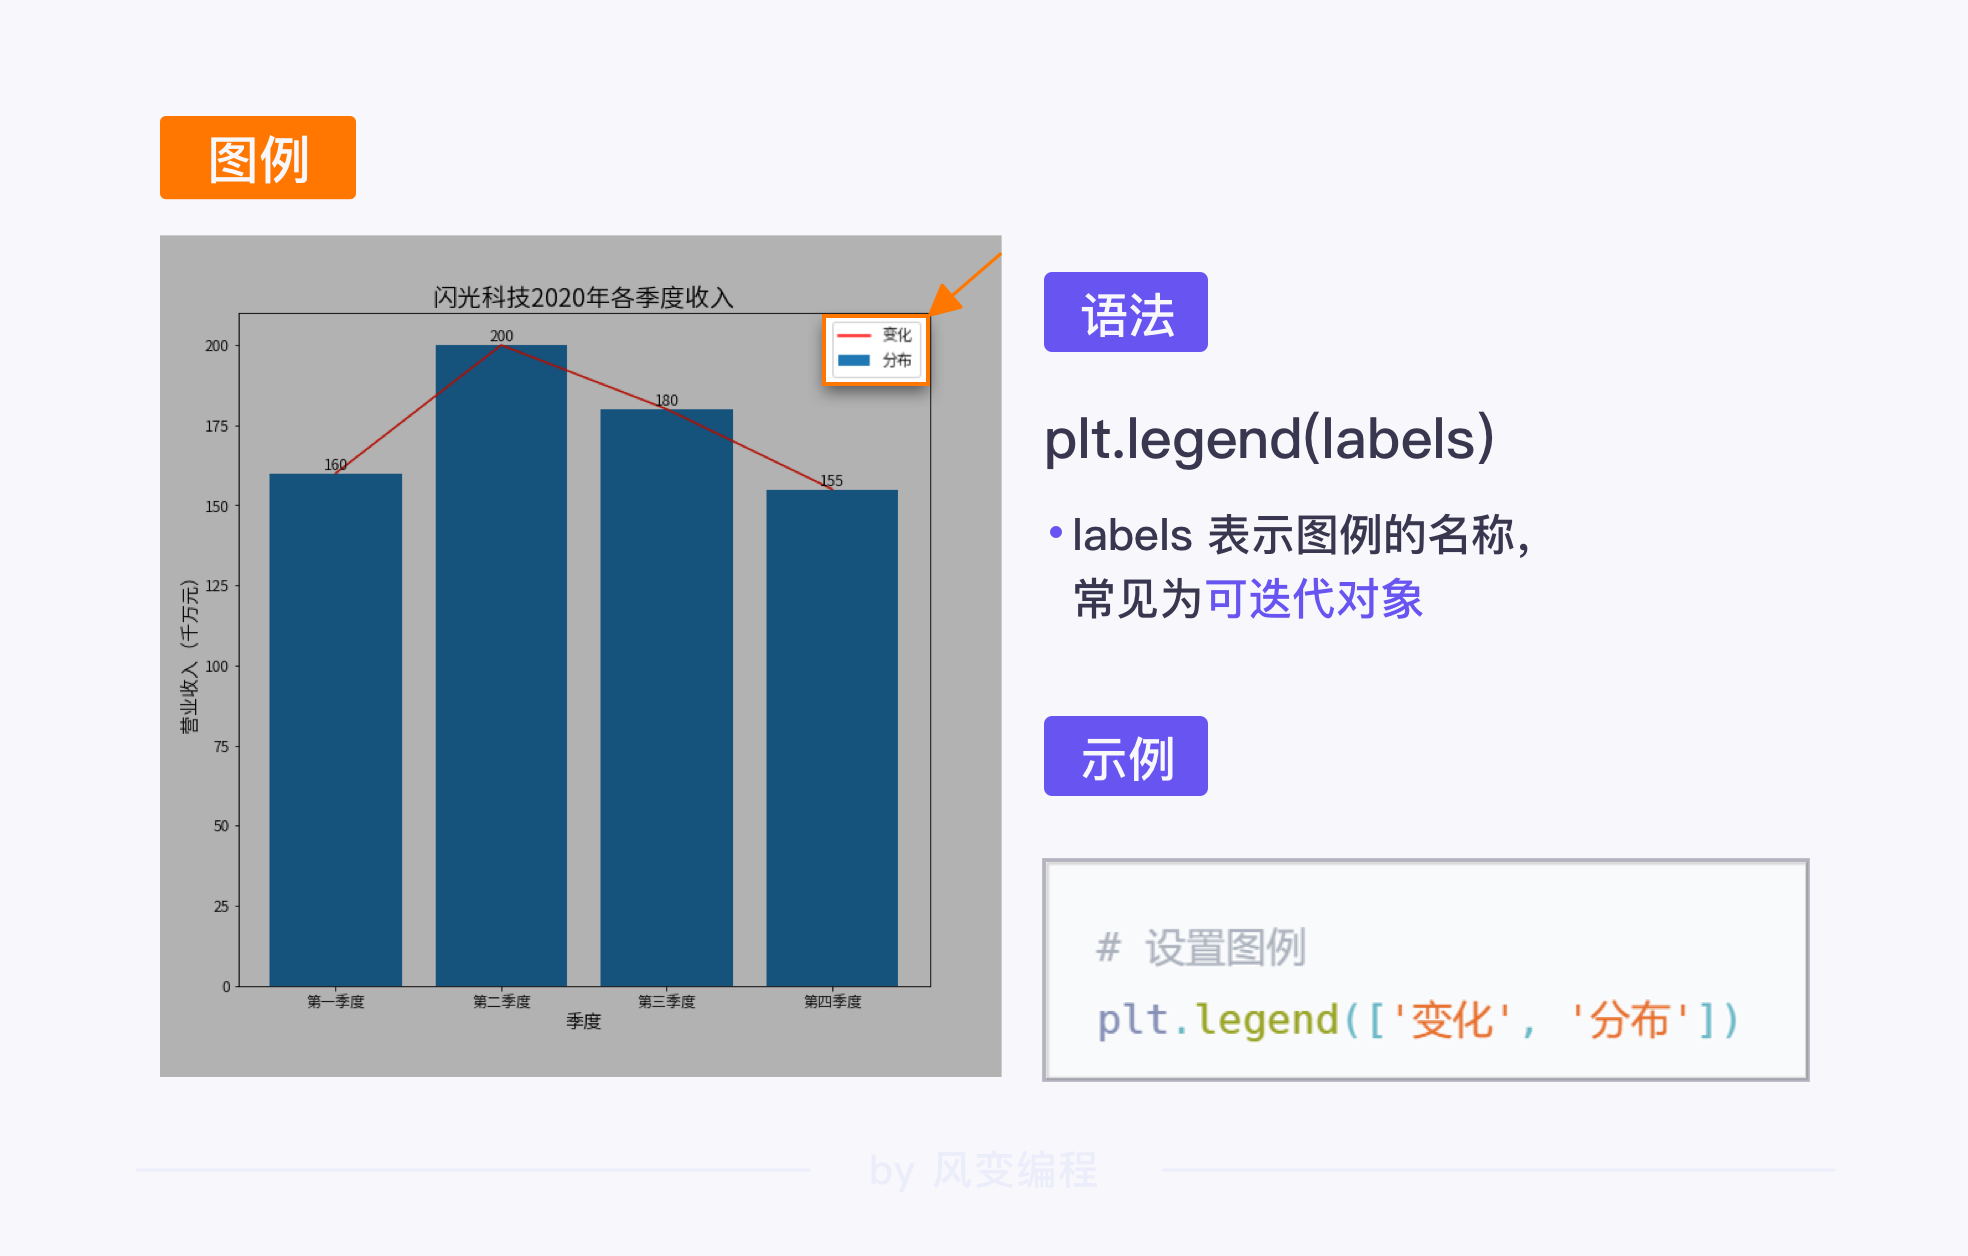 图例
闪光科技2020年各季度收入
变化
分布
200
180
160
155
200
175
150
125
100
75
50
25
0
营业收入（千万元）
第一季度 第二季度 第三季度 第四季度
季度
语法
plt.legend(labels)
•labels 表示图例的名称，
常见为可迭代对象
示例
# 设置图例
plt.legend(['变化', '分布'])
by 风变编程